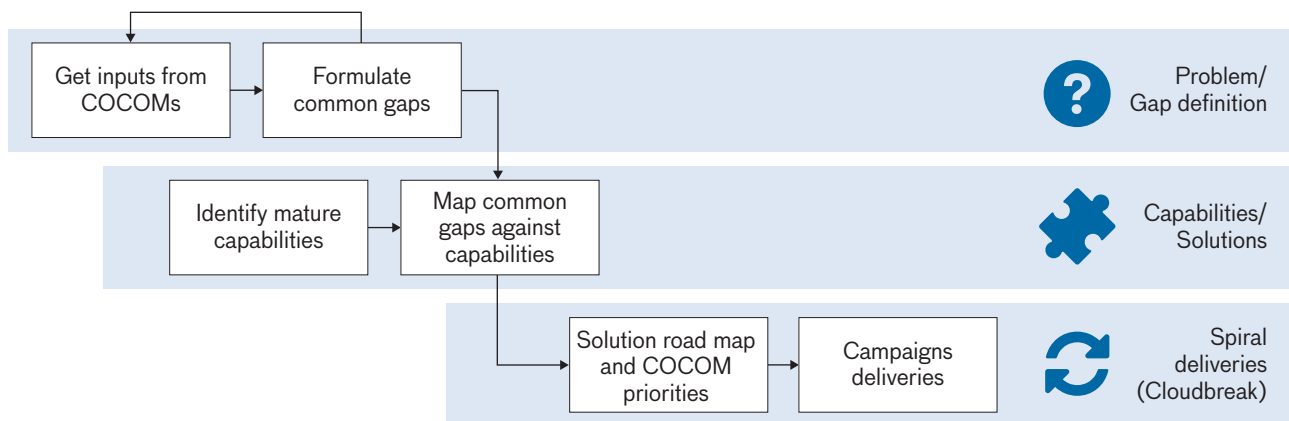 Get inputs from
COCOMs
Formulate
common gaps
?
Problem/
Gap definition
Identify mature
capabilities
Map common
gaps against
capabilities
Capabilities/
Solutions
Solution road map
and COCOM
priorities
Campaigns
deliveries
Spiral
deliveries
(Cloudbreak)